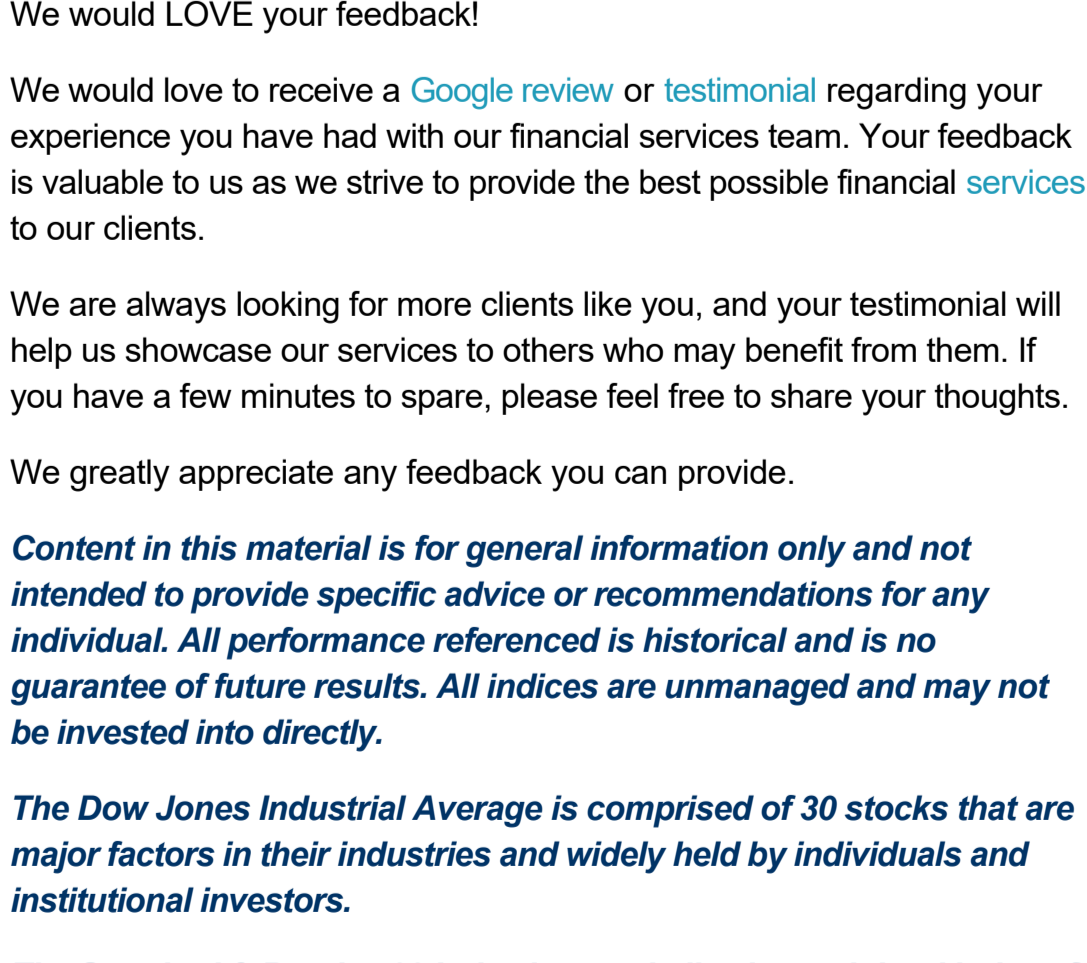 We would LOVE your feedback!
We would love to receive a Google review or testimonial regarding your
experience you have had with our financial services team. Your feedback
is valuable to us as we strive to provide the best possible financial services
to our clients.
We are always looking for more clients like you, and your testimonial will
help us showcase our services to others who may benefit from them. If
you have a few minutes to spare, please feel free to share your thoughts.
We greatly appreciate any feedback you can provide.
Content in this material is for general information only and not
intended to provide specific advice or recommendations for any
individual. All performance referenced is historical and is no
guarantee of future results. All indices are unmanaged and may not
be invested into directly.
The Dow Jones Industrial Average is comprised of 30 stocks that are
major factors in their industries and widely held by individuals and
institutional investors.